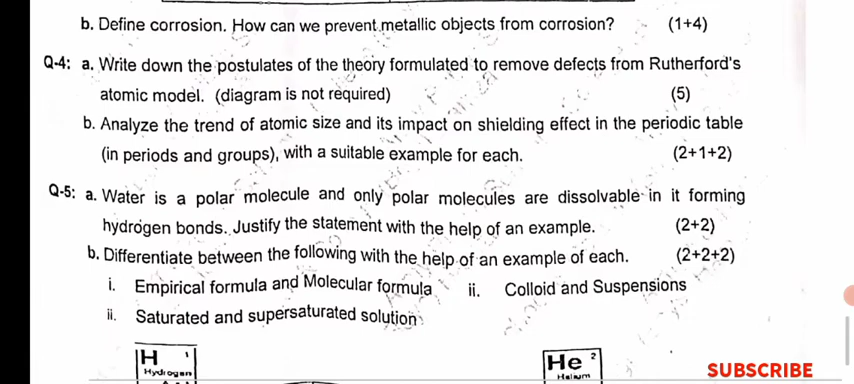 b. Define corrosion. How can we prevent metallic objects from corrosion? (1+4)
Q-4: a. Write down the postulates of the theory formulated to remove defects from Rutherford's
atomic model. (diagram is not required) (5)
b. Analyze the trend of atomic size and its impact on shielding effect in the periodic table
(in periods and groups), with a suitable example for each. (2+1+2)
Q-5: a. Water is a polar molecule and only polar molecules are dissolvable in it forming
hydrogen bonds. Justify the statement with the help of an example. (2+2)
b. Differentiate between the following with the help of an example of each. (2+2+2)
i. Empirical formula and Molecular formula ii. Colloid and Suspensions
ii. Saturated and supersaturated solution
H 1 He 2
Hydrogen Helium
SUBSCRIBE